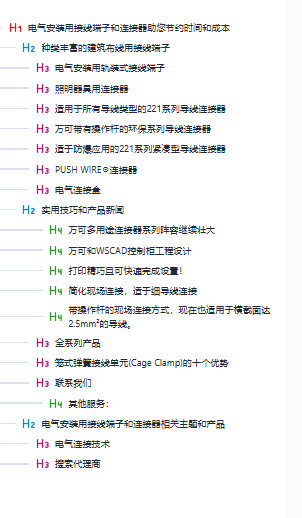 H1 电气安装用接线端子和连接器助您节约时间和成本
H2 种类丰富的建筑布线用接线端子
H3 电气安装用轨装式接线端子
H3 照明器具用连接器
H3 适用于所有导线类型的221系列导线连接器
H3 万可带有操作杆的环保系列导线连接器
H3 适于防爆应用的221系列紧凑型导线连接器
H3 PUSH WIRE®连接器
H3 电气连接盒
H2 实用技巧和产品新闻
H4 万可多用途连接器系列阵容继续壮大
H4 万可和WSCAD控制柜工程设计
H4 打印精巧且可快速完成设置！
H4 简化现场连接，适于细导线连接
H4 带操作杆的现场连接方式，现在也适用于横截面达
2.5mm²的导线。
H3 全系列产品
H3 笼式弹簧接线单元(Cage Clamp)的十个优势
H3 联系我们
H4 其他服务：
H2 电气安装用接线端子和连接器相关主题和产品
H3 电气连接技术
H3 搜索代理商